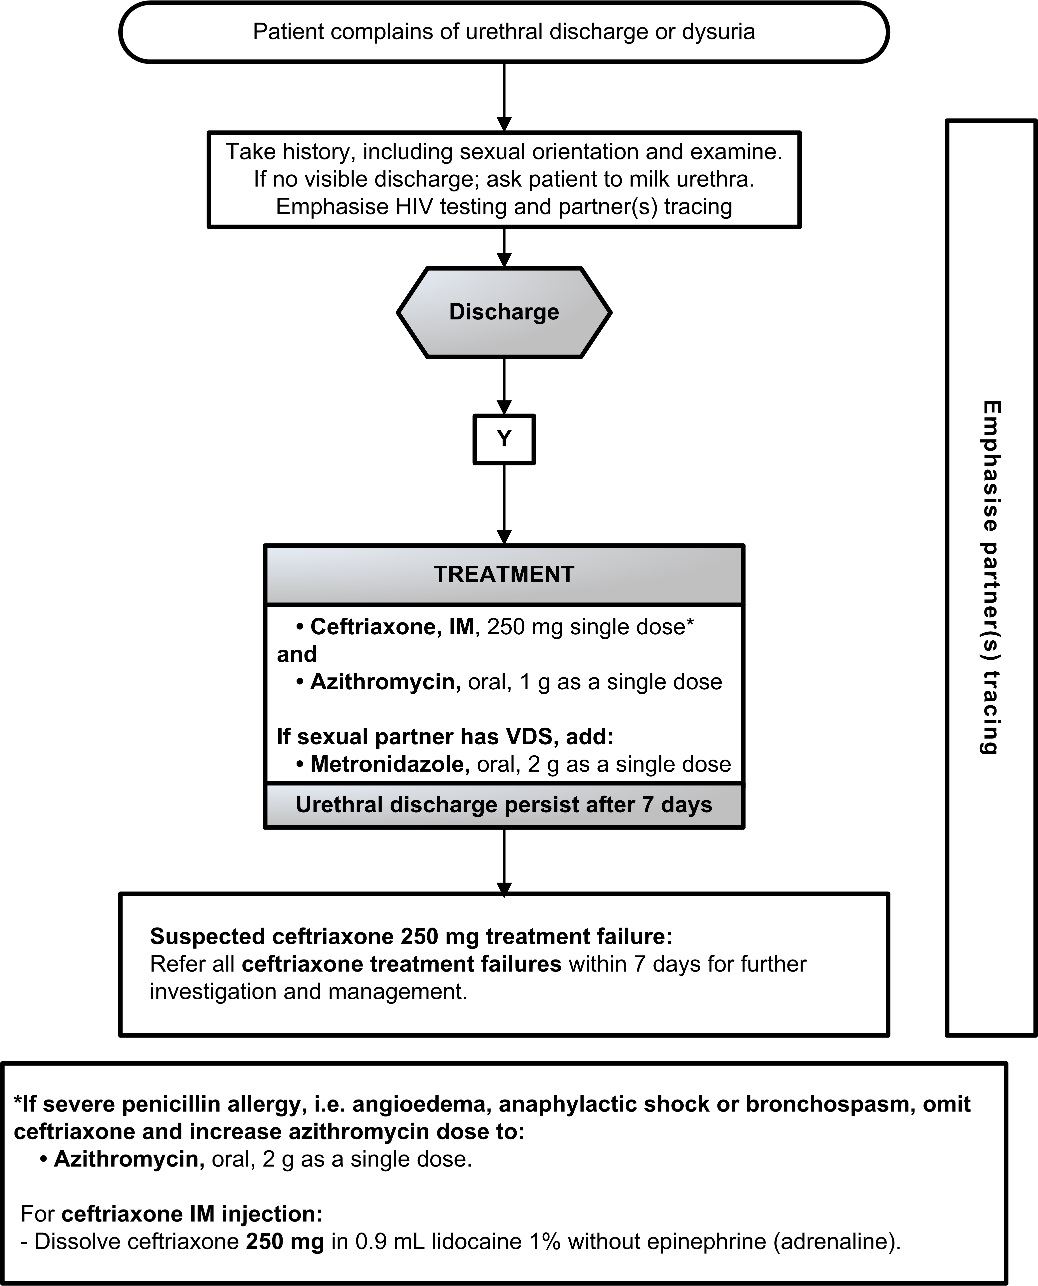 Patient complains of urethral discharge or dysuria
Take history, including sexual orientation and examine.
If no visible discharge; ask patient to milk urethra.
Emphasise HIV testing and partner(s) tracing
Discharge
Y
TREATMENT
• Ceftriaxone, IM, 250 mg single dose*
and
• Azithromycin, oral, 1 g as a single dose
If sexual partner has VDS, add:
• Metronidazole, oral, 2 g as a single dose
Urethral discharge persist after 7 days
Suspected ceftriaxone 250 mg treatment failure:
Refer all ceftriaxone treatment failures within 7 days for further
investigation and management.
Emphasise partner(s) tracing
*If severe penicillin allergy, i.e. angioedema, anaphylactic shock or bronchospasm, omit
ceftriaxone and increase azithromycin dose to:
• Azithromycin, oral, 2 g as a single dose.
For ceftriaxone IM injection:
- Dissolve ceftriaxone 250 mg in 0.9 mL lidocaine 1% without epinephrine (adrenaline).